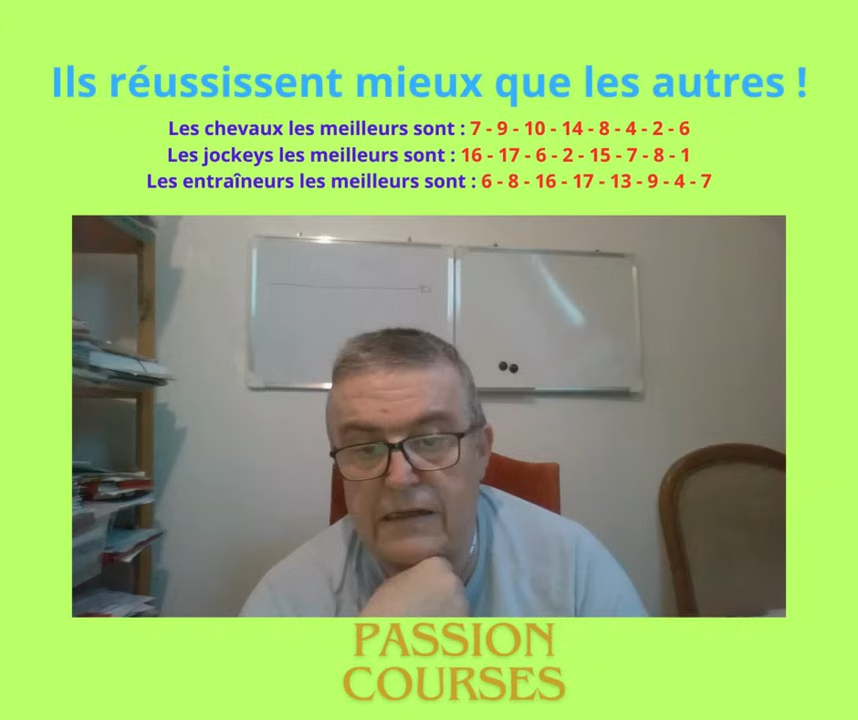 Ils réussissent mieux que les autres !
Les chevaux les meilleurs sont : 7 - 9 - 10 - 14 - 8 - 4 - 2 - 6
Les jockeys les meilleurs sont : 16 - 17 - 6 - 2 - 15 - 7 - 8 - 1
Les entraîneurs les meilleurs sont : 6 - 8 - 16 - 17 - 13 - 9 - 4 - 7
PASSION
COURSES